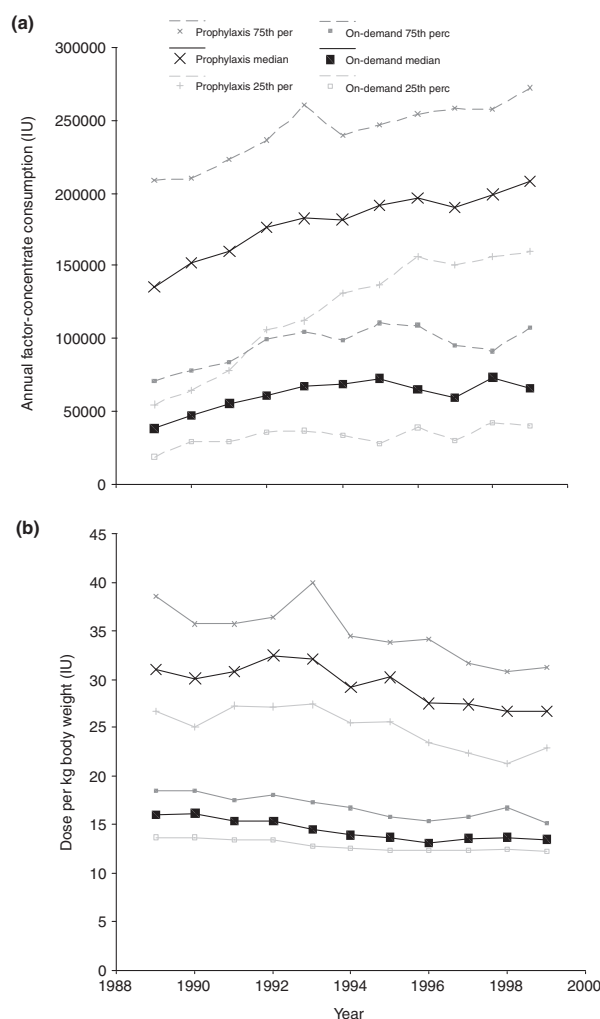 (a)
Prophylaxis 75th per
On-demand 75th perc
Prophylaxis median
On-demand median
Prophylaxis 25th per
On-demand 25th perc
Annual factor-concentrate consumption (IU)
300000
250000
200000
150000
100000
50000
0
(b)
Dose per kg body weight (IU)
45
40
35
30
25
20
15
10
5
0
1988
1990
1992
1994
1996
1998
2000
Year